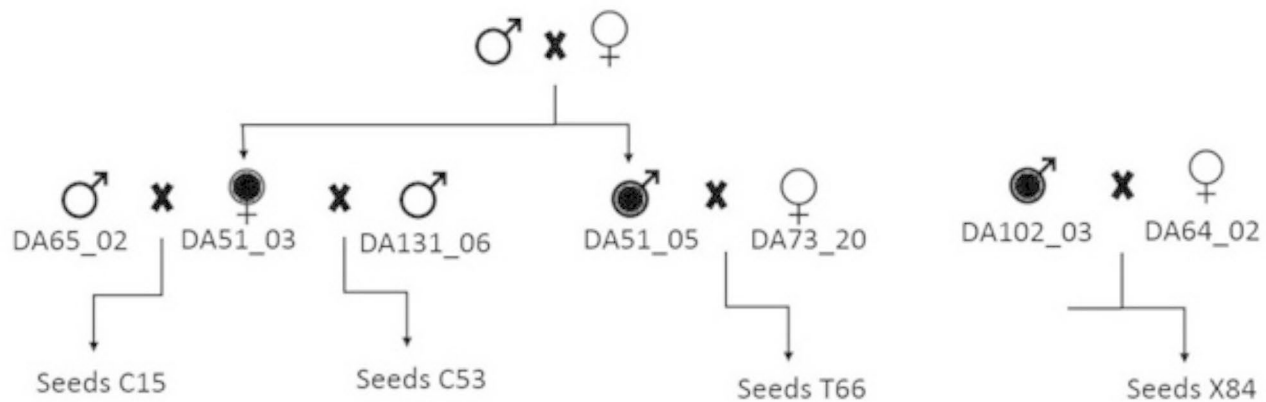 DA65_02
DA51_03
DA131_06
DA51_05
DA73_20
DA102_03
DA64_02
Seeds C15
Seeds C53
Seeds T66
Seeds X84